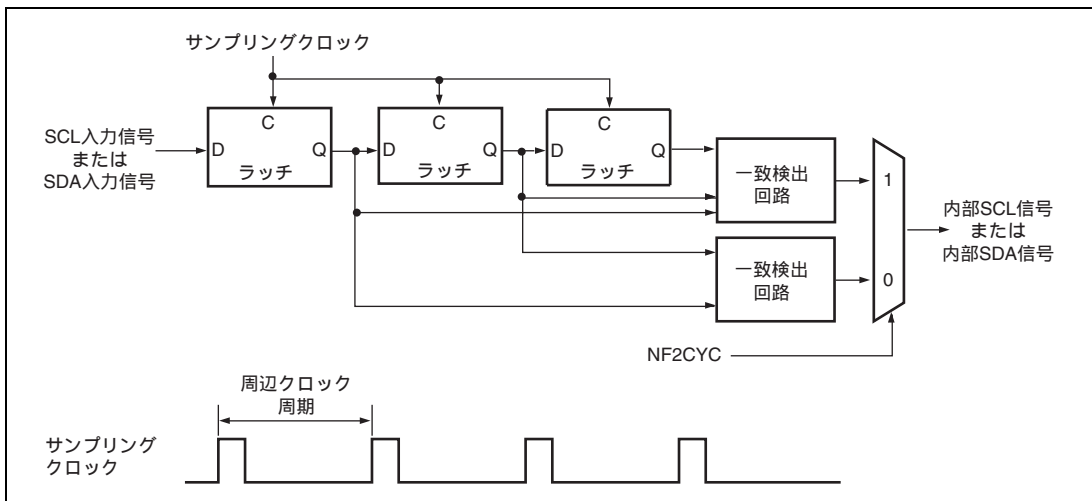 サンプリングクロック
C
C
C
SCL入力信号
または
SDA入力信号
D
Q
ラッチ
D
Q
ラッチ
D
Q
ラッチ
一致検出
回路
1
一致検出
回路
0
内部SCL信号
または
内部SDA信号
NF2CYC
周辺クロック
周期
サンプリング
クロック